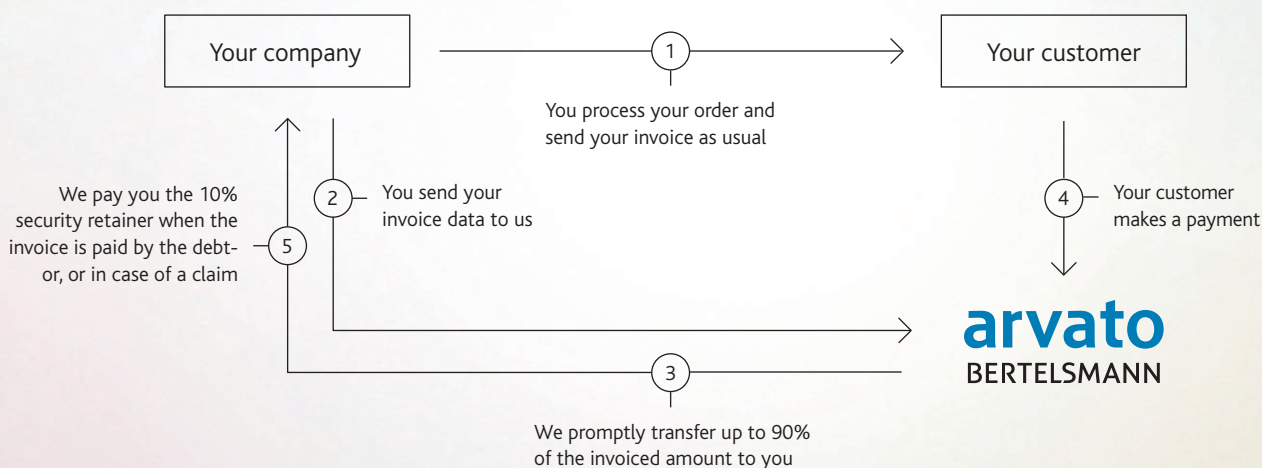 Your company
1
Your customer
You process your order and
send your invoice as usual
We pay you the 10%
security retainer when the
invoice is paid by the debt-
or, or in case of a claim
5
2
You send your
invoice data to us
4
Your customer
makes a payment
arvato
BERTELSMANN
3
We promptly transfer up to 90%
of the invoiced amount to you